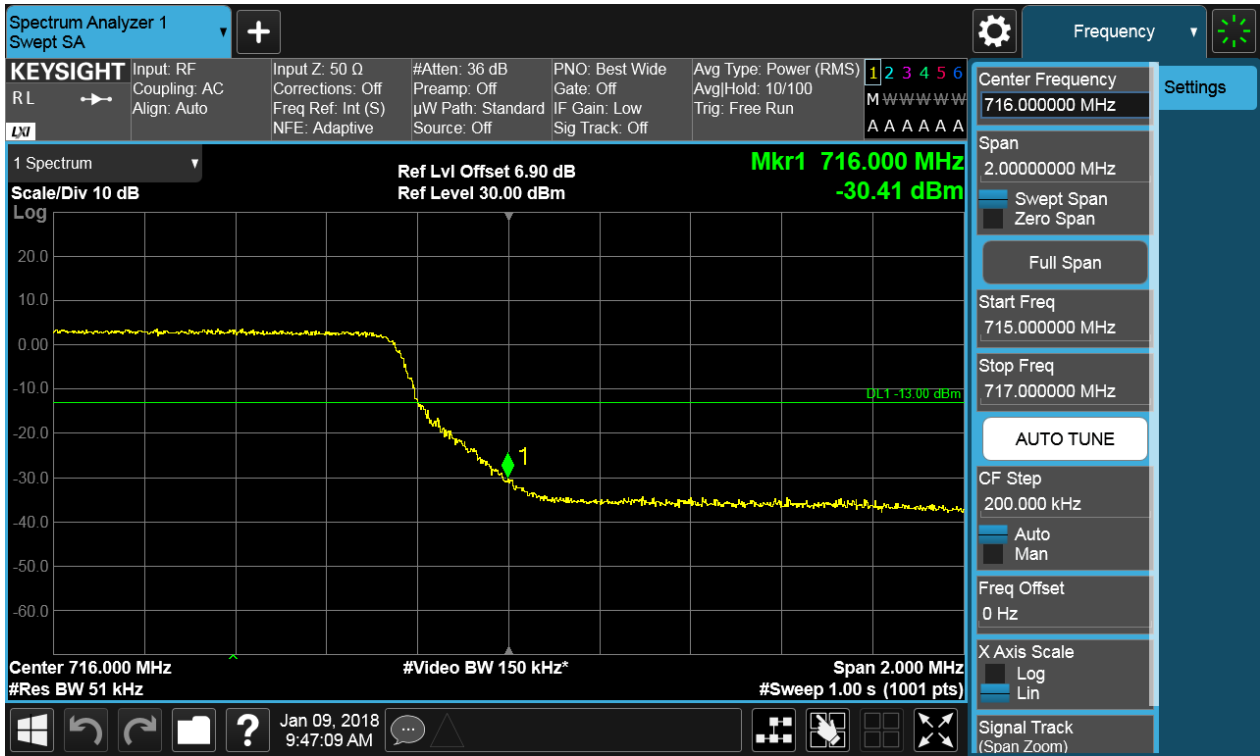 Spectrum Analyzer 1
Swept SA
Frequency
KEYSIGHT
RL
LXI
Input: RF
Coupling: AC
Align: Auto
Input Z: 50 Ω
Corrections: Off
Freq Ref: Int (S)
NFE: Adaptive
#Atten: 36 dB
Preamp: Off
µW Path: Standard
Source: Off
PNO: Best Wide
Gate: Off
IF Gain: Low
Sig Track: Off
Avg Type: Power (RMS)
Avg|Hold: 10/100
Trig: Free Run
1 2 3 4 5 6
M W W W W W
A A A A A A
1 Spectrum
Scale/Div 10 dB
Log
Ref Lvl Offset 6.90 dB
Ref Level 30.00 dBm
Mkr1 716.000 MHz
-30.41 dBm
20.0
10.0
0.00
-10.0
-20.0
-30.0
-40.0
-50.0
-60.0
DL1 -13.00 dBm
1
Center 716.000 MHz
#Res BW 51 kHz
#Video BW 150 kHz*
Span 2.000 MHz
#Sweep 1.00 s (1001 pts)
Jan 09, 2018
9:47:09 AM
?
Center Frequency
716.000000 MHz
Span
2.00000000 MHz
Swept Span
Zero Span
Full Span
Start Freq
715.000000 MHz
Stop Freq
717.000000 MHz
AUTO TUNE
CF Step
200.000 kHz
Auto
Man
Freq Offset
0 Hz
X Axis Scale
Log
Lin
Signal Track
(Span Zoom)
Settings